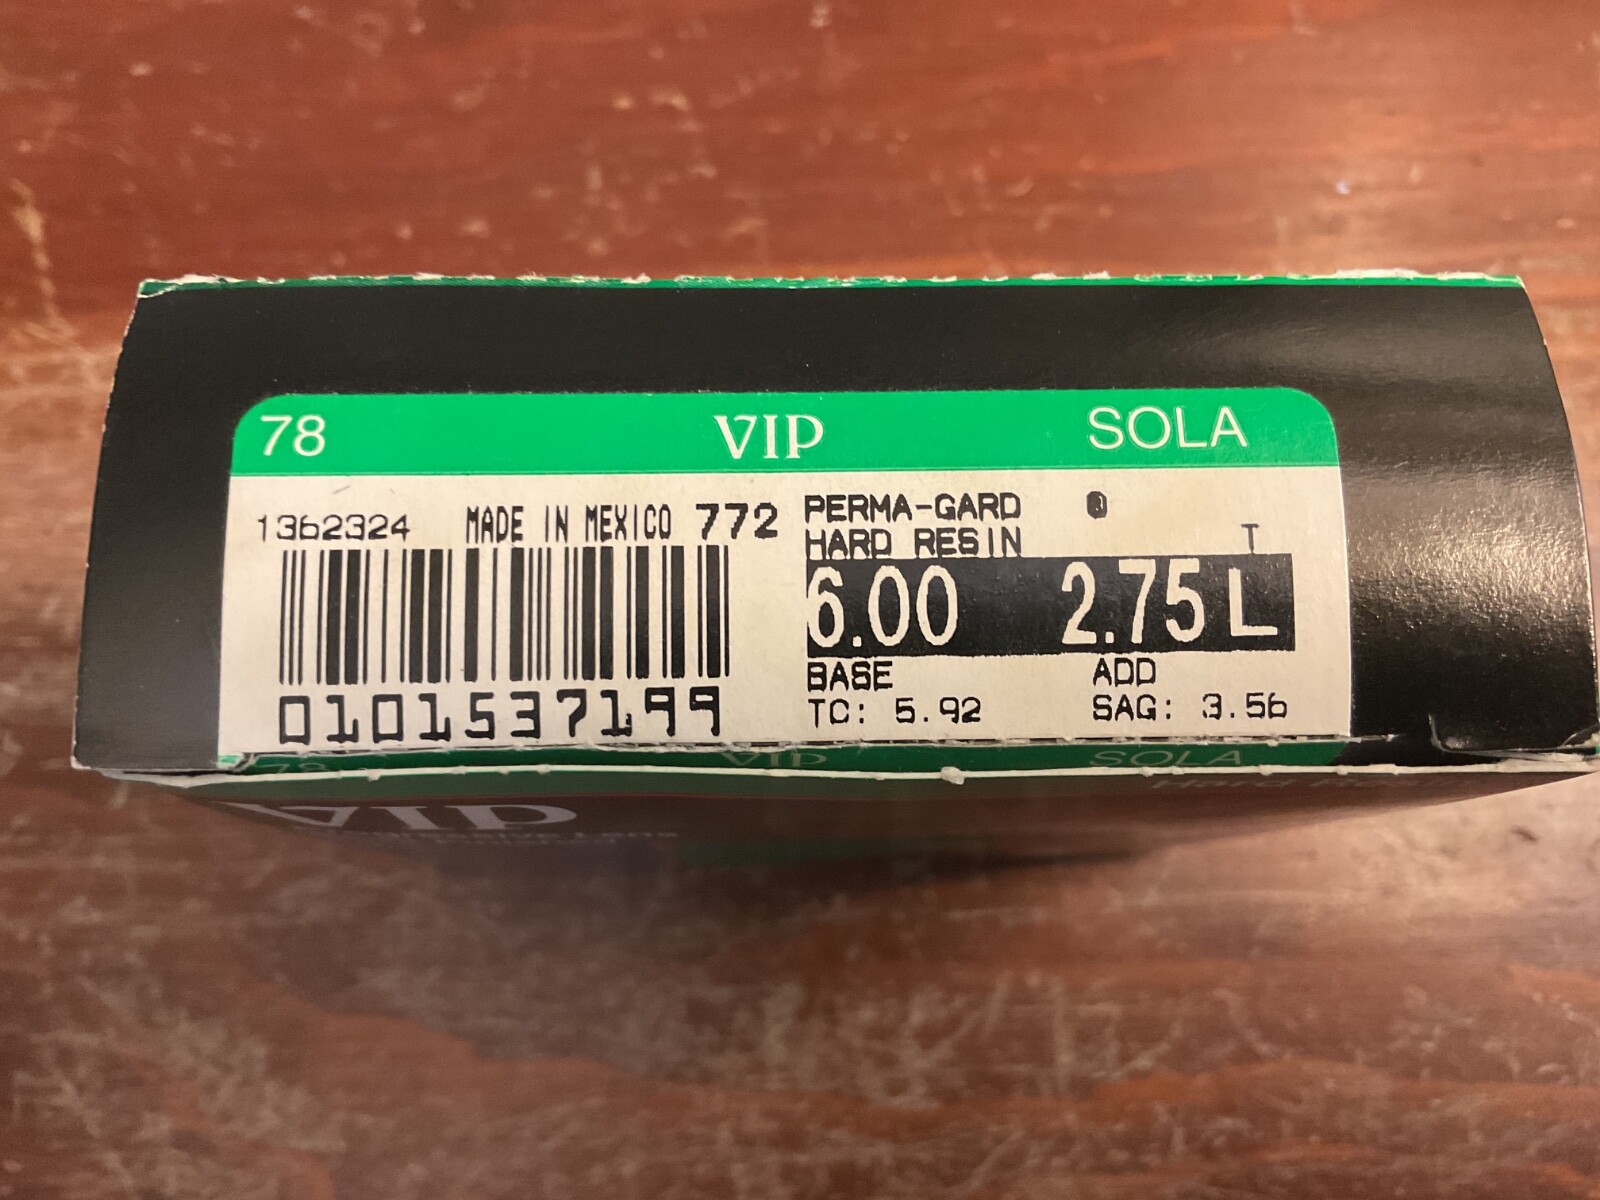 78 VIP SOLA
1362324 MADE IN MEXICO 772
PERMA-GARD
HARD RESIN T
6.00 2.75 L
BASE ADD
TC: 5.92 SAG: 3.56
0101537199
78 VIP SOLA
VIP